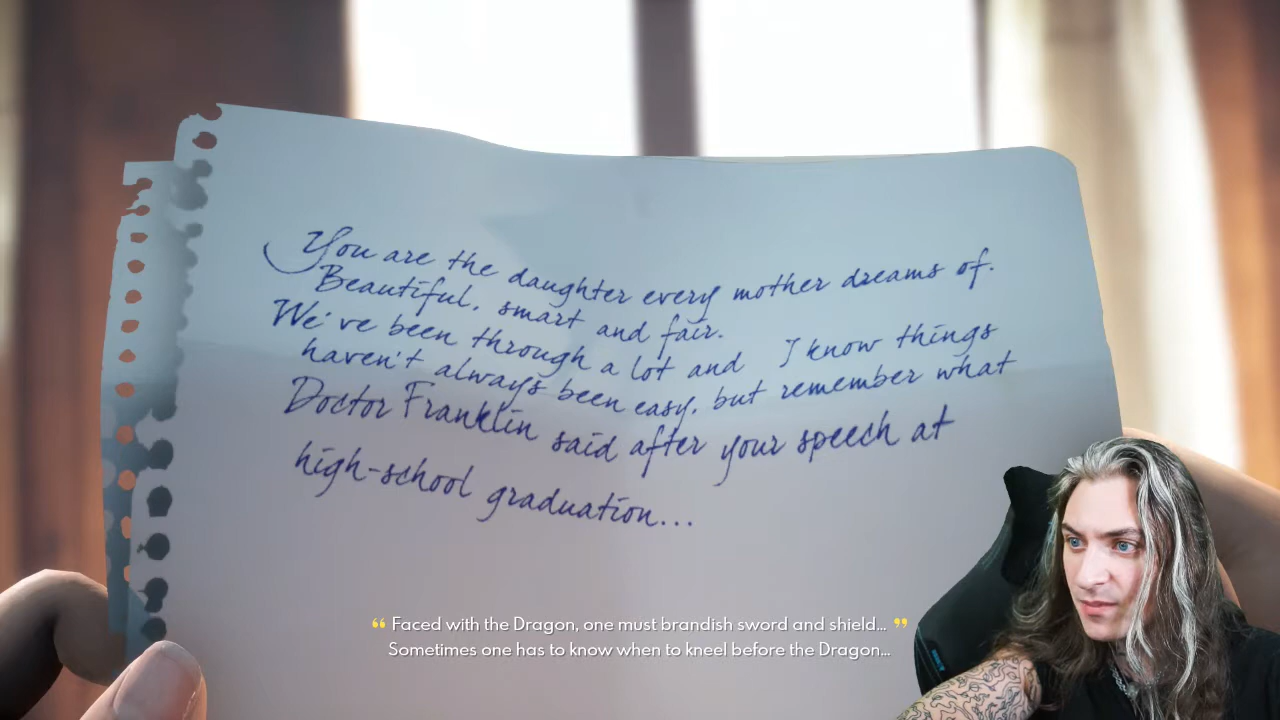 You are the daughter every mother dreams of.
Beautiful, smart and fair.
We've been through a lot and I know things
haven't always been easy, but remember what
Doctor Franklin said after your speech at
high-school graduation...
“ Faced with the Dragon, one must brandish sword and shield... ”
Sometimes one has to know when to kneel before the Dragon...